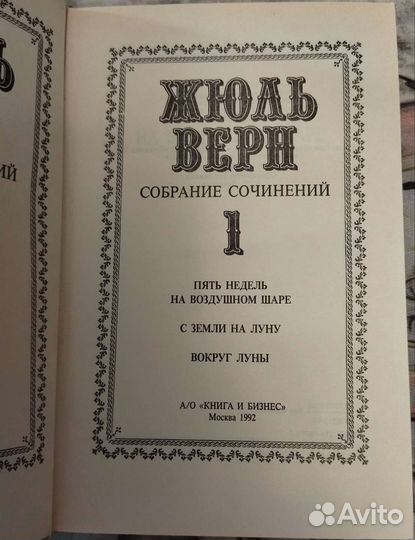 Ь
ИЙ
ЖЮЛЬ
ВЕРН
СОБРАНИЕ СОЧИНЕНИЙ
1
ПЯТЬ НЕДЕЛЬ
НА ВОЗДУШНОМ ШАРЕ
С ЗЕМЛИ НА ЛУНУ
ВОКРУГ ЛУНЫ
А/О «КНИГА И БИЗНЕС»
Москва 1992
Avito